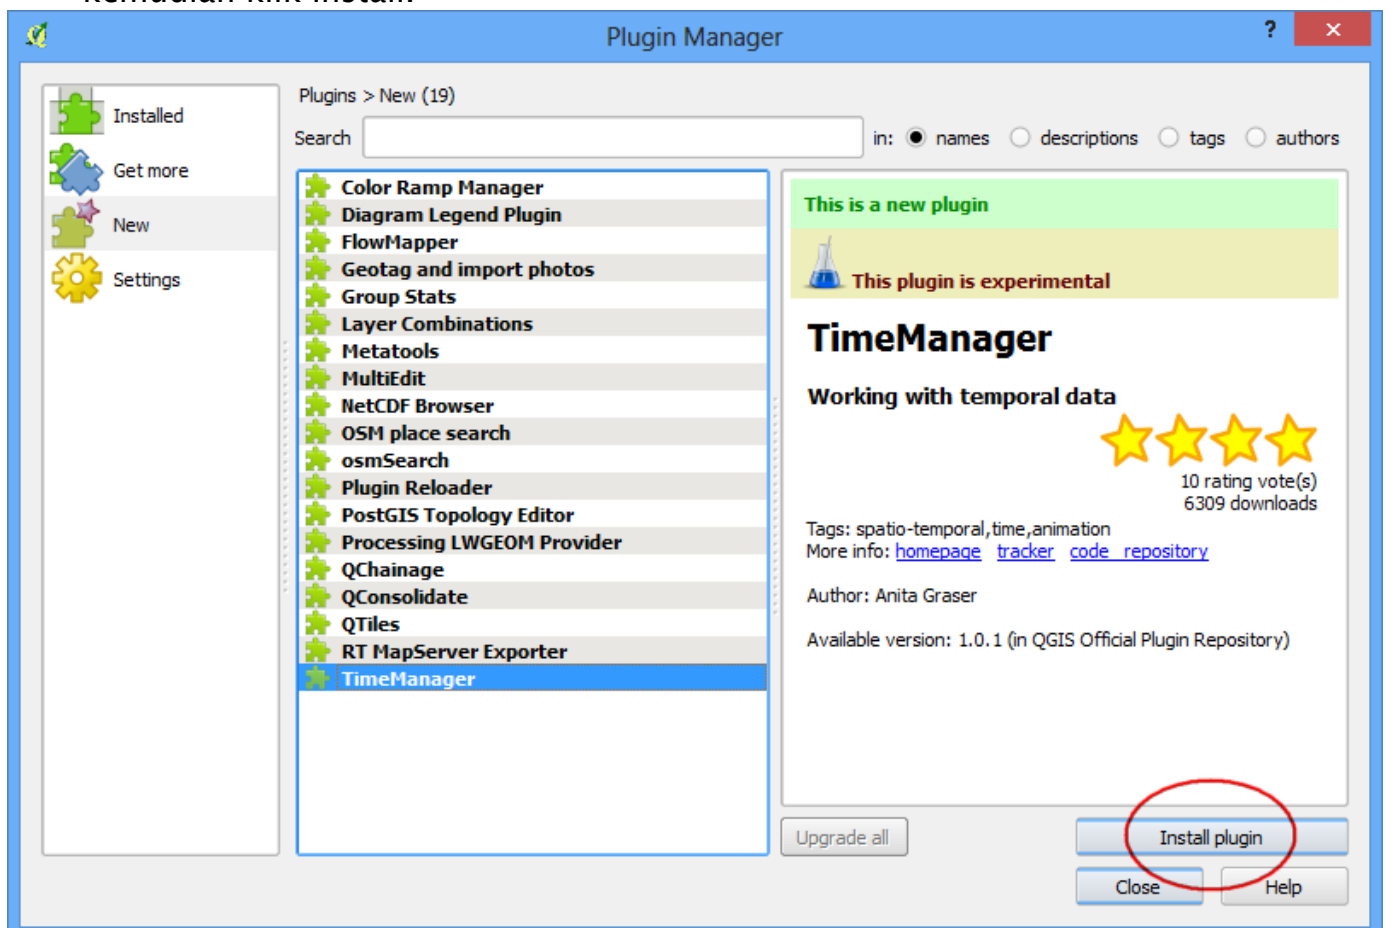 kemudian klik install.
Plugin Manager
?
Plugins > New (19)
Installed
Get more
New
Settings
Search
in: names descriptions tags authors
Color Ramp Manager
Diagram Legend Plugin
FlowMapper
Geotag and import photos
Group Stats
Layer Combinations
Metatools
MultiEdit
NetCDF Browser
OSM place search
osmSearch
Plugin Reloader
PostGIS Topology Editor
Processing LWGEOM Provider
QChainage
QConsolidate
QTiles
RT MapServer Exporter
TimeManager
This is a new plugin
This plugin is experimental
TimeManager
Working with temporal data
10 rating vote(s)
6309 downloads
Tags: spatio-temporal,time,animation
More info: homepage tracker code_repository
Author: Anita Graser
Available version: 1.0.1 (in QGIS Official Plugin Repository)
Upgrade all
Install plugin
Close
Help